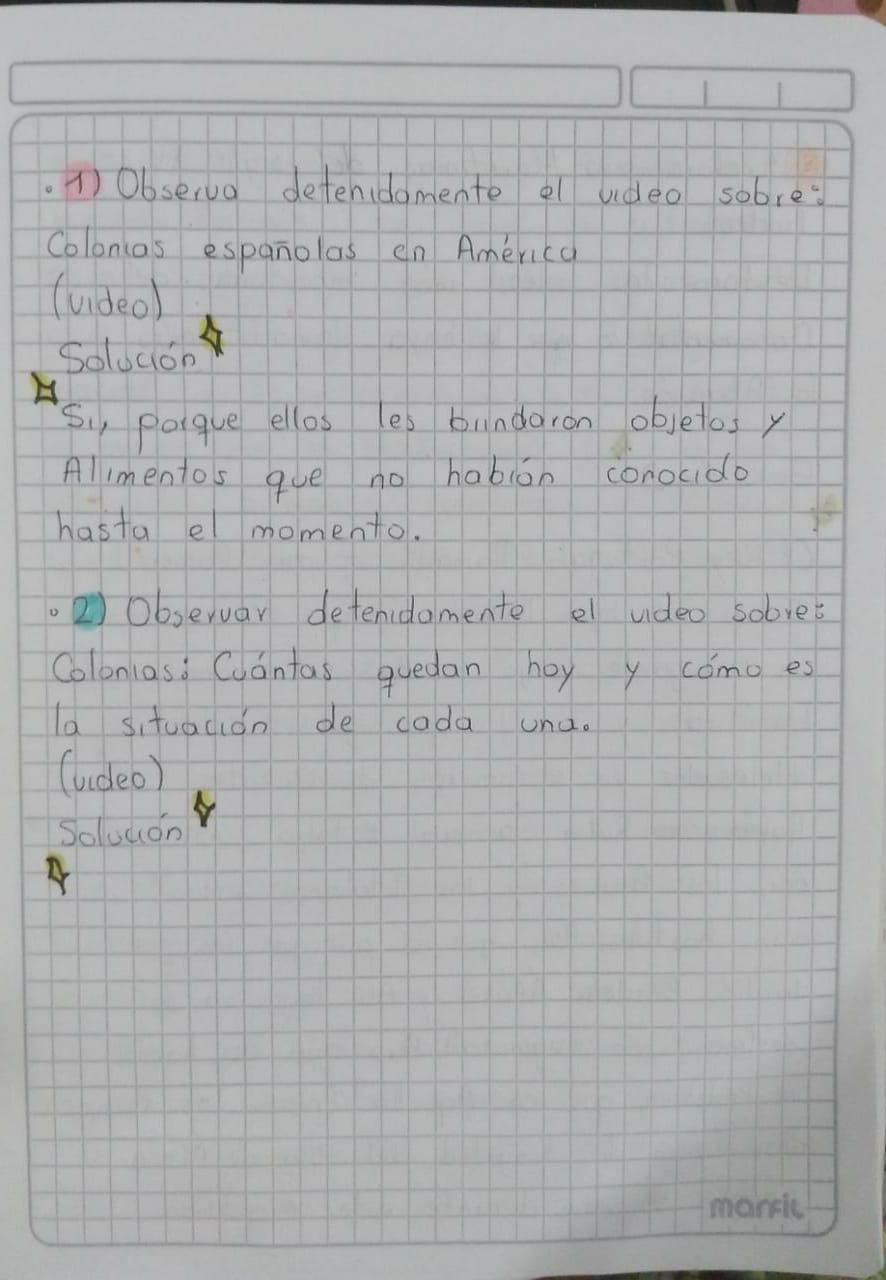 . 1) Observa detenidamente el video sobre:
Colonias españolas en América
(video)
Solución
Si, porque ellos les brindaron objetos y
Alimentos que no habían conocido
hasta el momento.
. 2) Observar detenidamente el video sobre:
Colonias: Cuántas quedan hoy y cómo es
la situación de cada una.
(video)
Solución
marfil